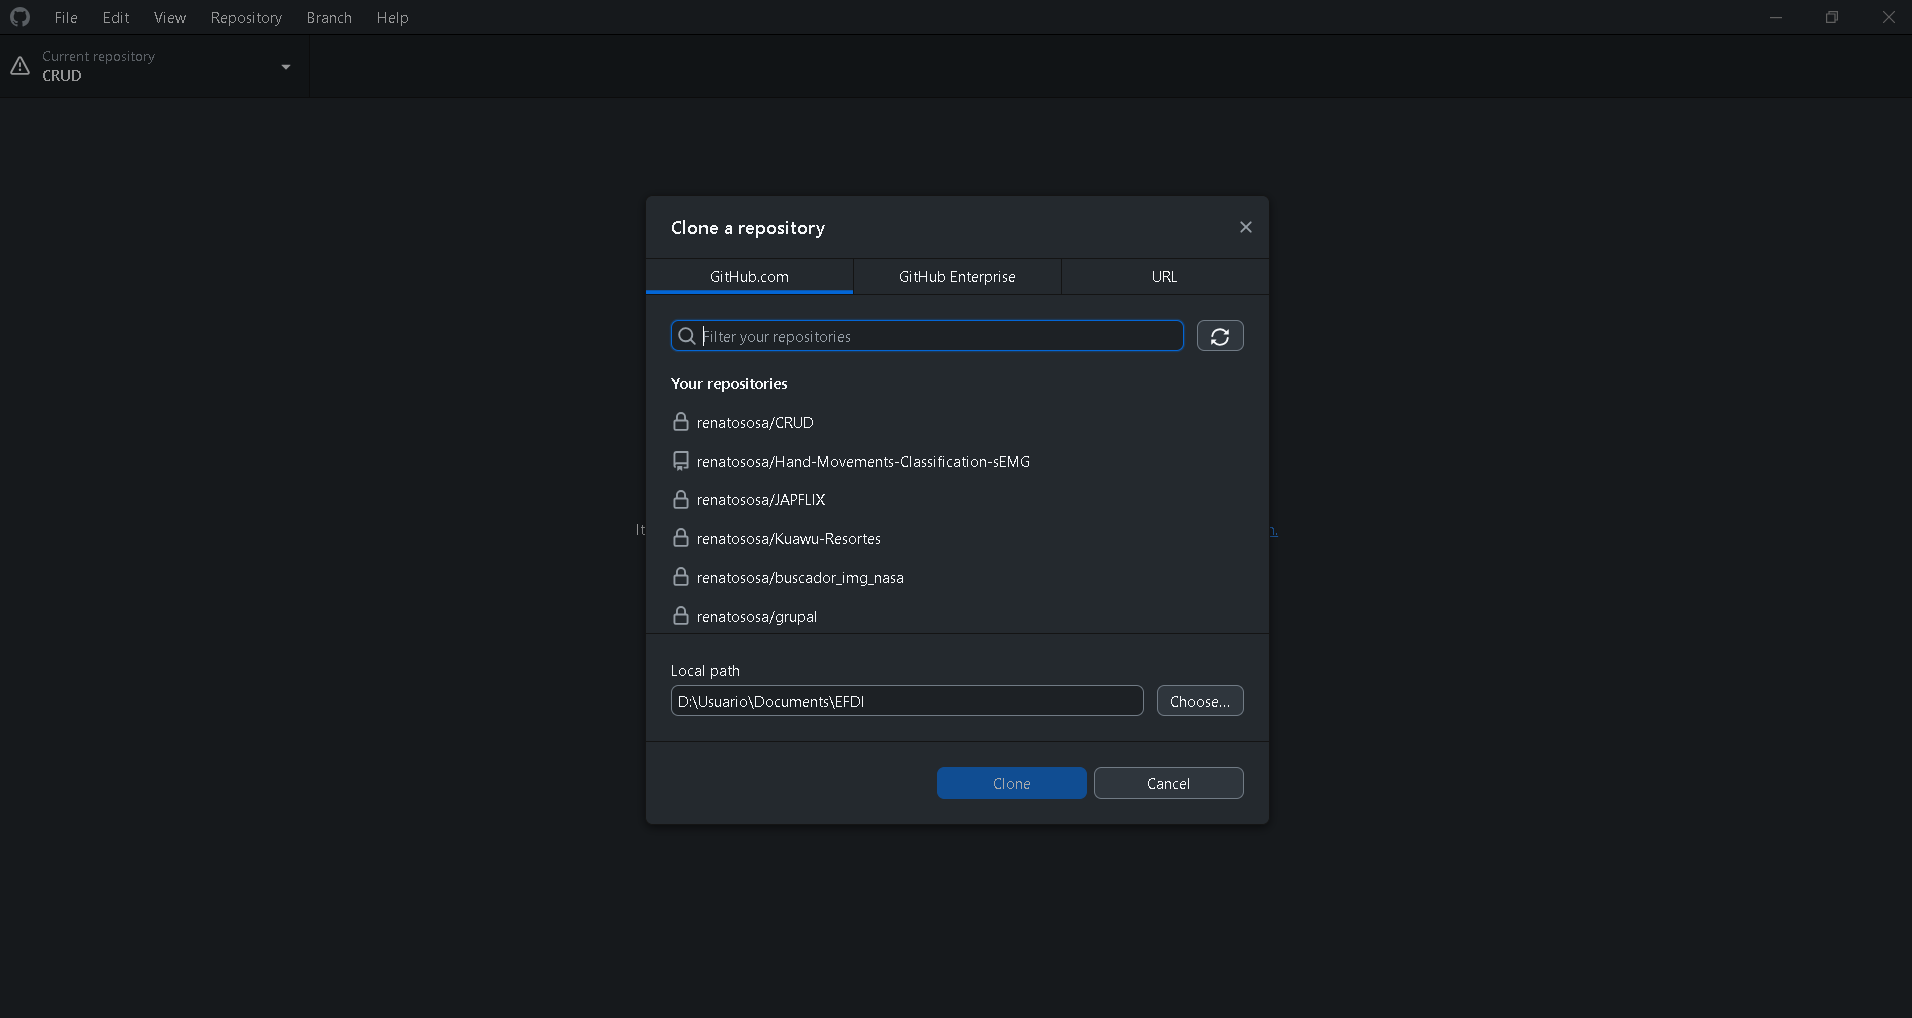 File Edit View Repository Branch Help
Current repository
CRUD
Clone a repository
GitHub.com GitHub Enterprise URL
Filter your repositories
Your repositories
renatososa/CRUD
renatososa/Hand-Movements-Classification-sEMG
renatososa/JAPFLIX
renatososa/Kuawu-Resortes
It
renatososa/buscador_img_nasa
renatososa/grupal
Local path
D:\Usuario\Documents\EFDI Choose...
Clone Cancel